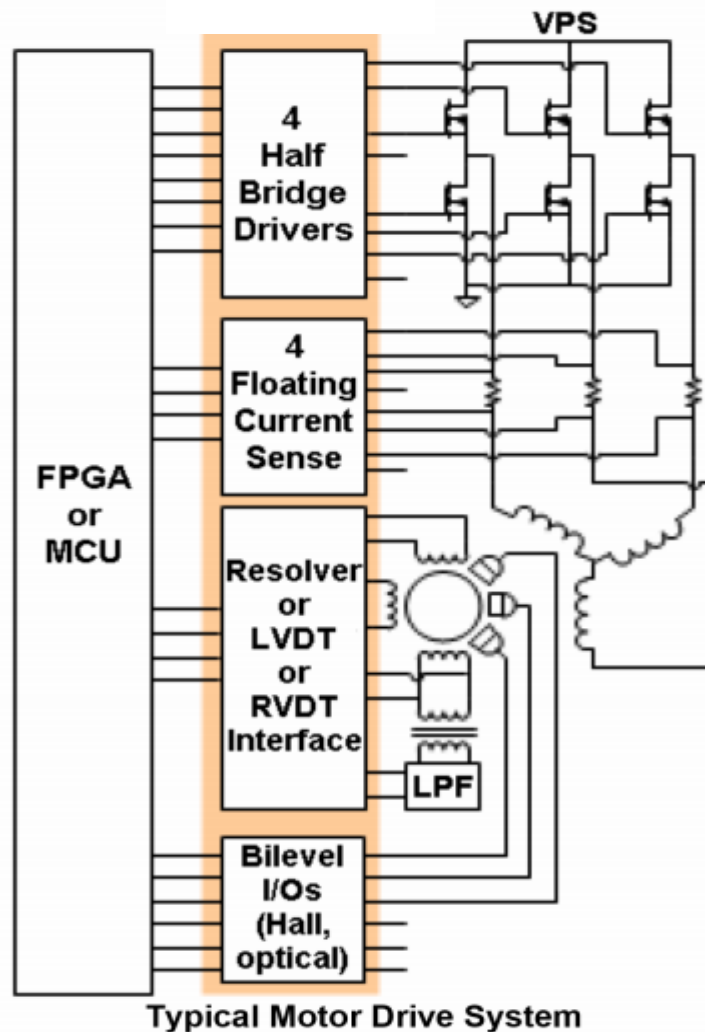 VPS
4
Half
Bridge
Drivers
4
Floating
Current
Sense
FPGA
or
MCU
Resolver
or
LVDT
or
RVDT
Interface
LPF
Bilevel
I/Os
(Hall,
optical)
Typical Motor Drive System